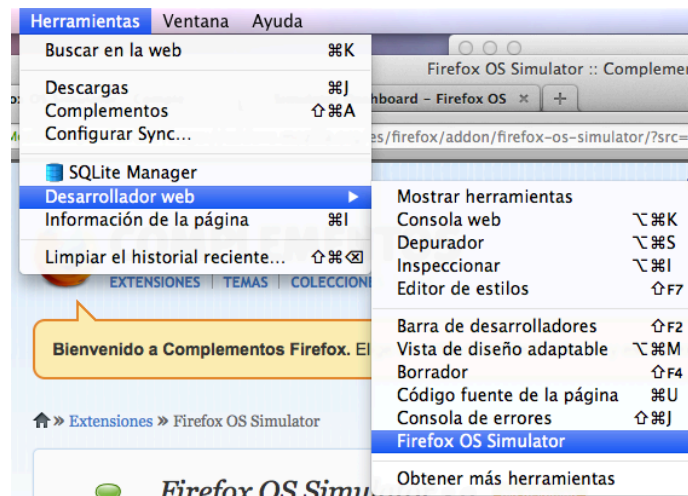 Herramientas Ventana Ayuda
Buscar en la web ⌘K
Descargas ⌘J
Complementos ⇧⌘A
Configurar Sync...
SQLite Manager
Desarrollador web ▶
Información de la página ⌘I
Limpiar el historial reciente... ⇧⌘⌫
Firefox OS Simulator :: Complemen
hboard – Firefox OS × +
es/firefox/addon/firefox-os-simulator/?src=
Mostrar herramientas
Consola web ⌥⌘K
Depurador ⌥⌘S
Inspeccionar ⌥⌘I
Editor de estilos ⇧F7
Barra de desarrolladores ⇧F2
Vista de diseño adaptable ⌥⌘M
Borrador ⇧F4
Código fuente de la página ⌘U
Consola de errores ⇧⌘J
Firefox OS Simulator
Obtener más herramientas
EXTENSIONES | TEMAS | COLECCIONE
Bienvenido a Complementos Firefox. El
» Extensiones » Firefox OS Simulator
Firefox OS Simu